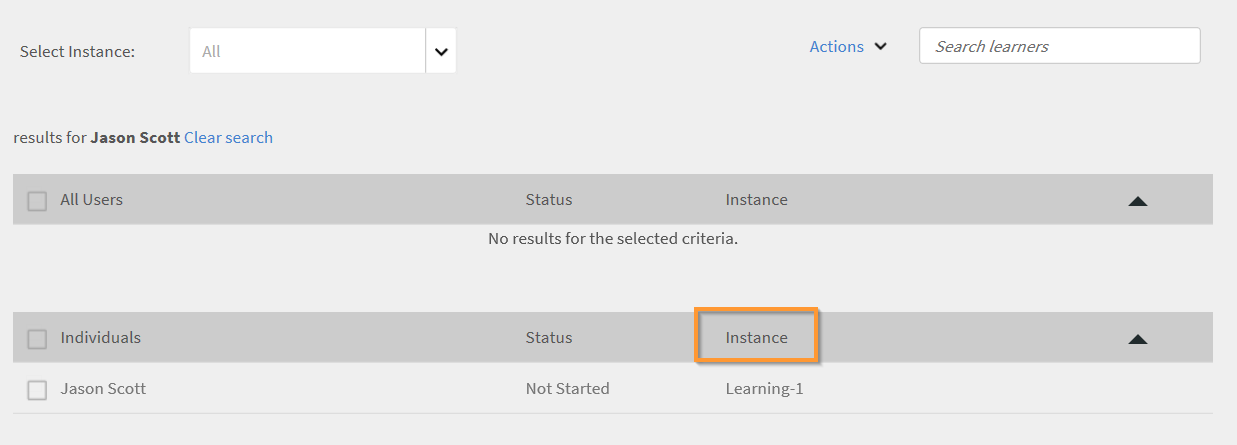 Select Instance: All Actions Search learners
results for Jason Scott Clear search
All Users Status Instance
No results for the selected criteria.
Individuals Status Instance
Jason Scott Not Started Learning-1